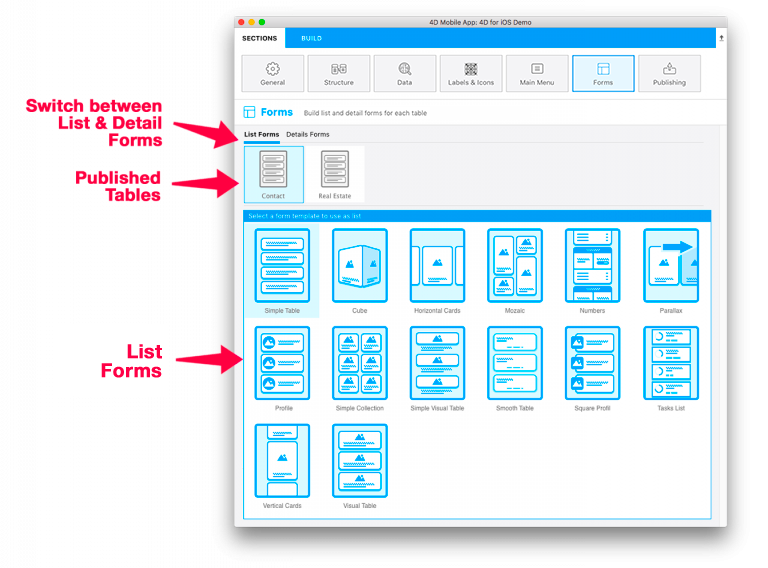 4D Mobile App: 4D for iOS Demo
SECTIONS BUILD
General Structure Data Labels & Icons Main Menu Forms Publishing
Forms Build list and detail forms for each table
Switch between
List & Detail
Forms
List Forms Details Forms
Published
Tables
Contact Real Estate
Select a form template to use as list
Simple Table Cube Horizontal Cards Mozaic Numbers Parallax
List
Forms
Profile Simple Collection Simple Visual Table Smooth Table Square Profil Tasks List
Vertical Cards Visual Table